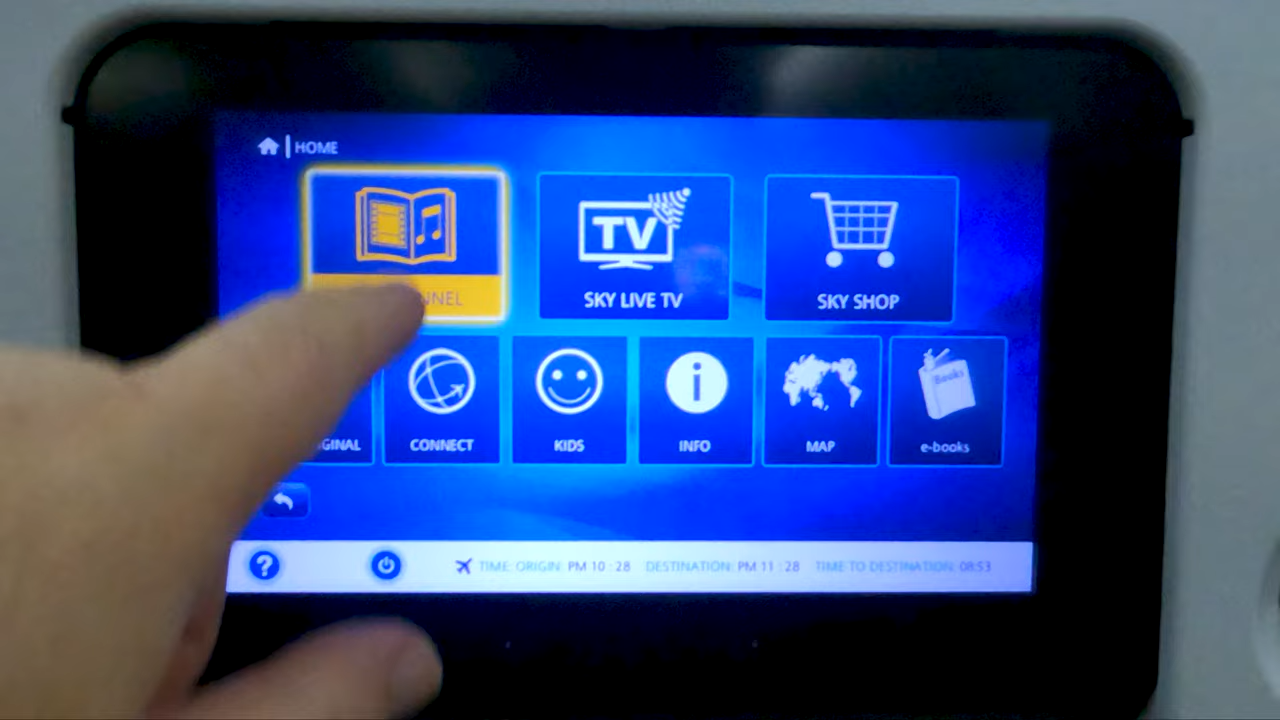 HOME
TV
SKY LIVE TV
SKY SHOP
CONNECT
KIDS
INFO
MAP
Books
e-books
? TIME: ORIGIN: PM 10 : 28 DESTINATION: PM 11 : 28 TIME TO DESTINATION: 08:53